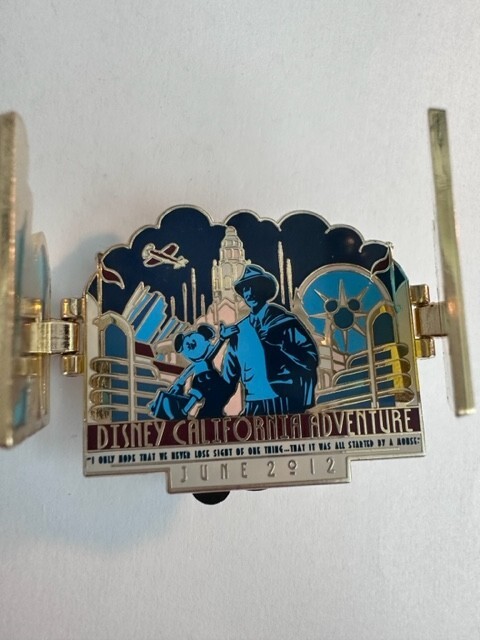 DISNEY CALIFORNIA ADVENTURE
"I ONLY HOPE THAT WE NEVER LOSE SIGHT OF ONE THING...THAT IT WAS ALL STARTED BY A MOUSE."
JUNE 2012